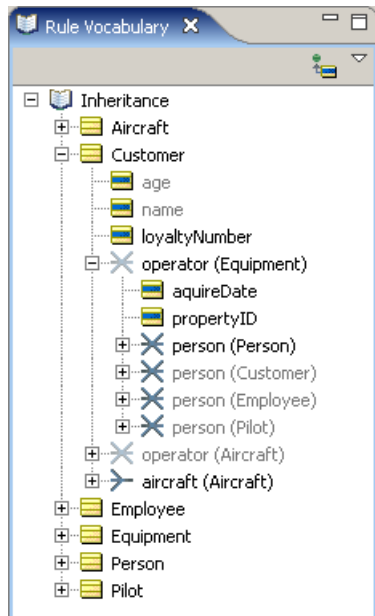 Rule Vocabulary
Inheritance
Aircraft
Customer
age
name
loyaltyNumber
operator (Equipment)
aquireDate
propertyID
person (Person)
person (Customer)
person (Employee)
person (Pilot)
operator (Aircraft)
aircraft (Aircraft)
Employee
Equipment
Person
Pilot